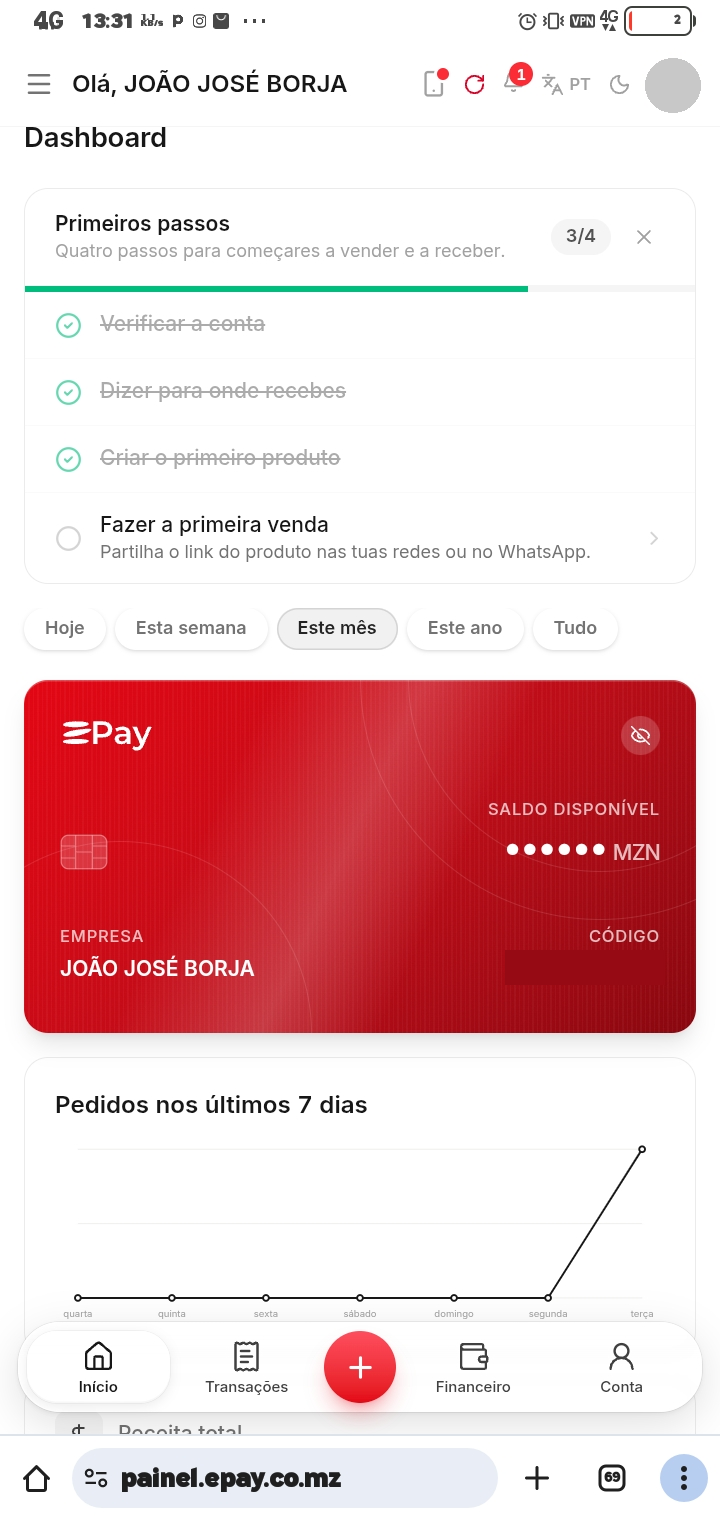 4G 13:31 P VPN 4G 2
Olá, JOÃO JOSÉ BORJA 1 PT
Dashboard
Primeiros passos
Quatro passos para começares a vender e a receber.
3/4
Verificar a conta
Dizer para onde recebes
Criar o primeiro produto
Fazer a primeira venda
Partilha o link do produto nas tuas redes ou no WhatsApp.
Hoje Esta semana Este mês Este ano Tudo
Pay
SALDO DISPONÍVEL
•••••• MZN
EMPRESA
JOÃO JOSÉ BORJA
CÓDIGO
Pedidos nos últimos 7 dias
quarta quinta sexta sábado domingo segunda terça
Início Transações Financeiro Conta
Receita total
painel.epay.co.mz
69